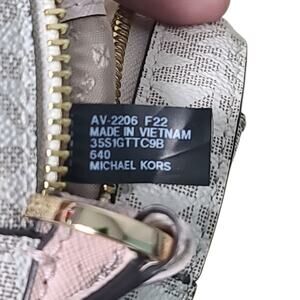 AV-2206 F22
MADE IN VIETNAM
35S1GTTC9B
640
MICHAEL KORS